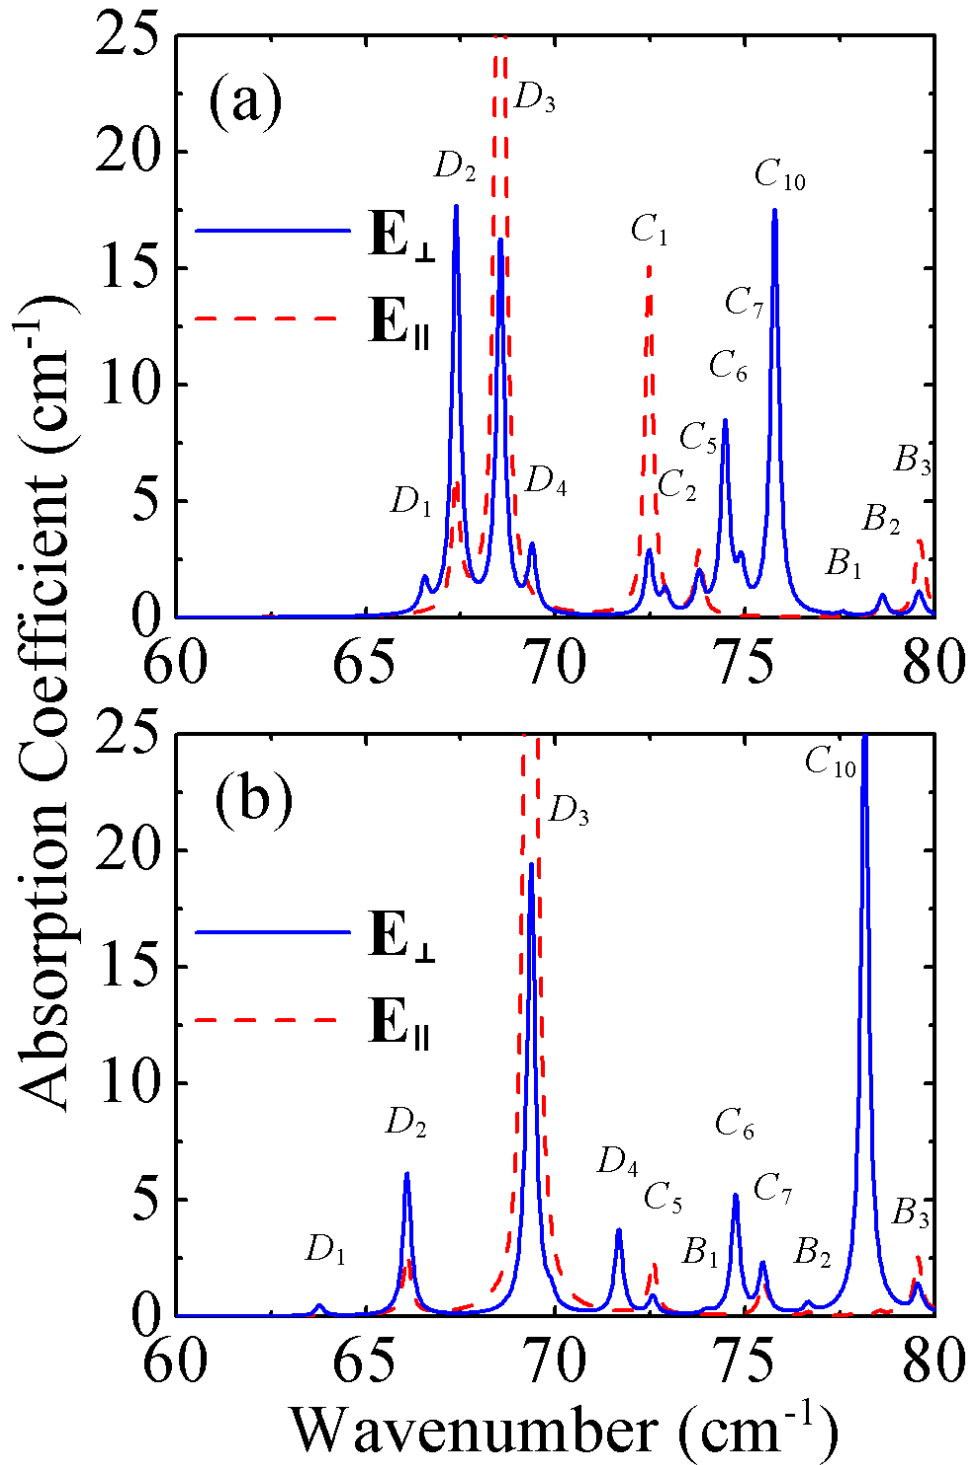 Absorption Coefficient (cm⁻¹)
25
20
15
10
5
0
(a)
E⊥
E∥
D₁
D₂
D₃
D₄
C₁
C₂
C₅
C₆
C₇
C₁₀
B₁
B₂
B₃
60 65 70 75 80
25
20
15
10
5
0
(b)
E⊥
E∥
D₁
D₂
D₃
D₄
C₅
B₁
C₆
C₇
B₂
C₁₀
B₃
60 65 70 75 80
Wavenumber (cm⁻¹)